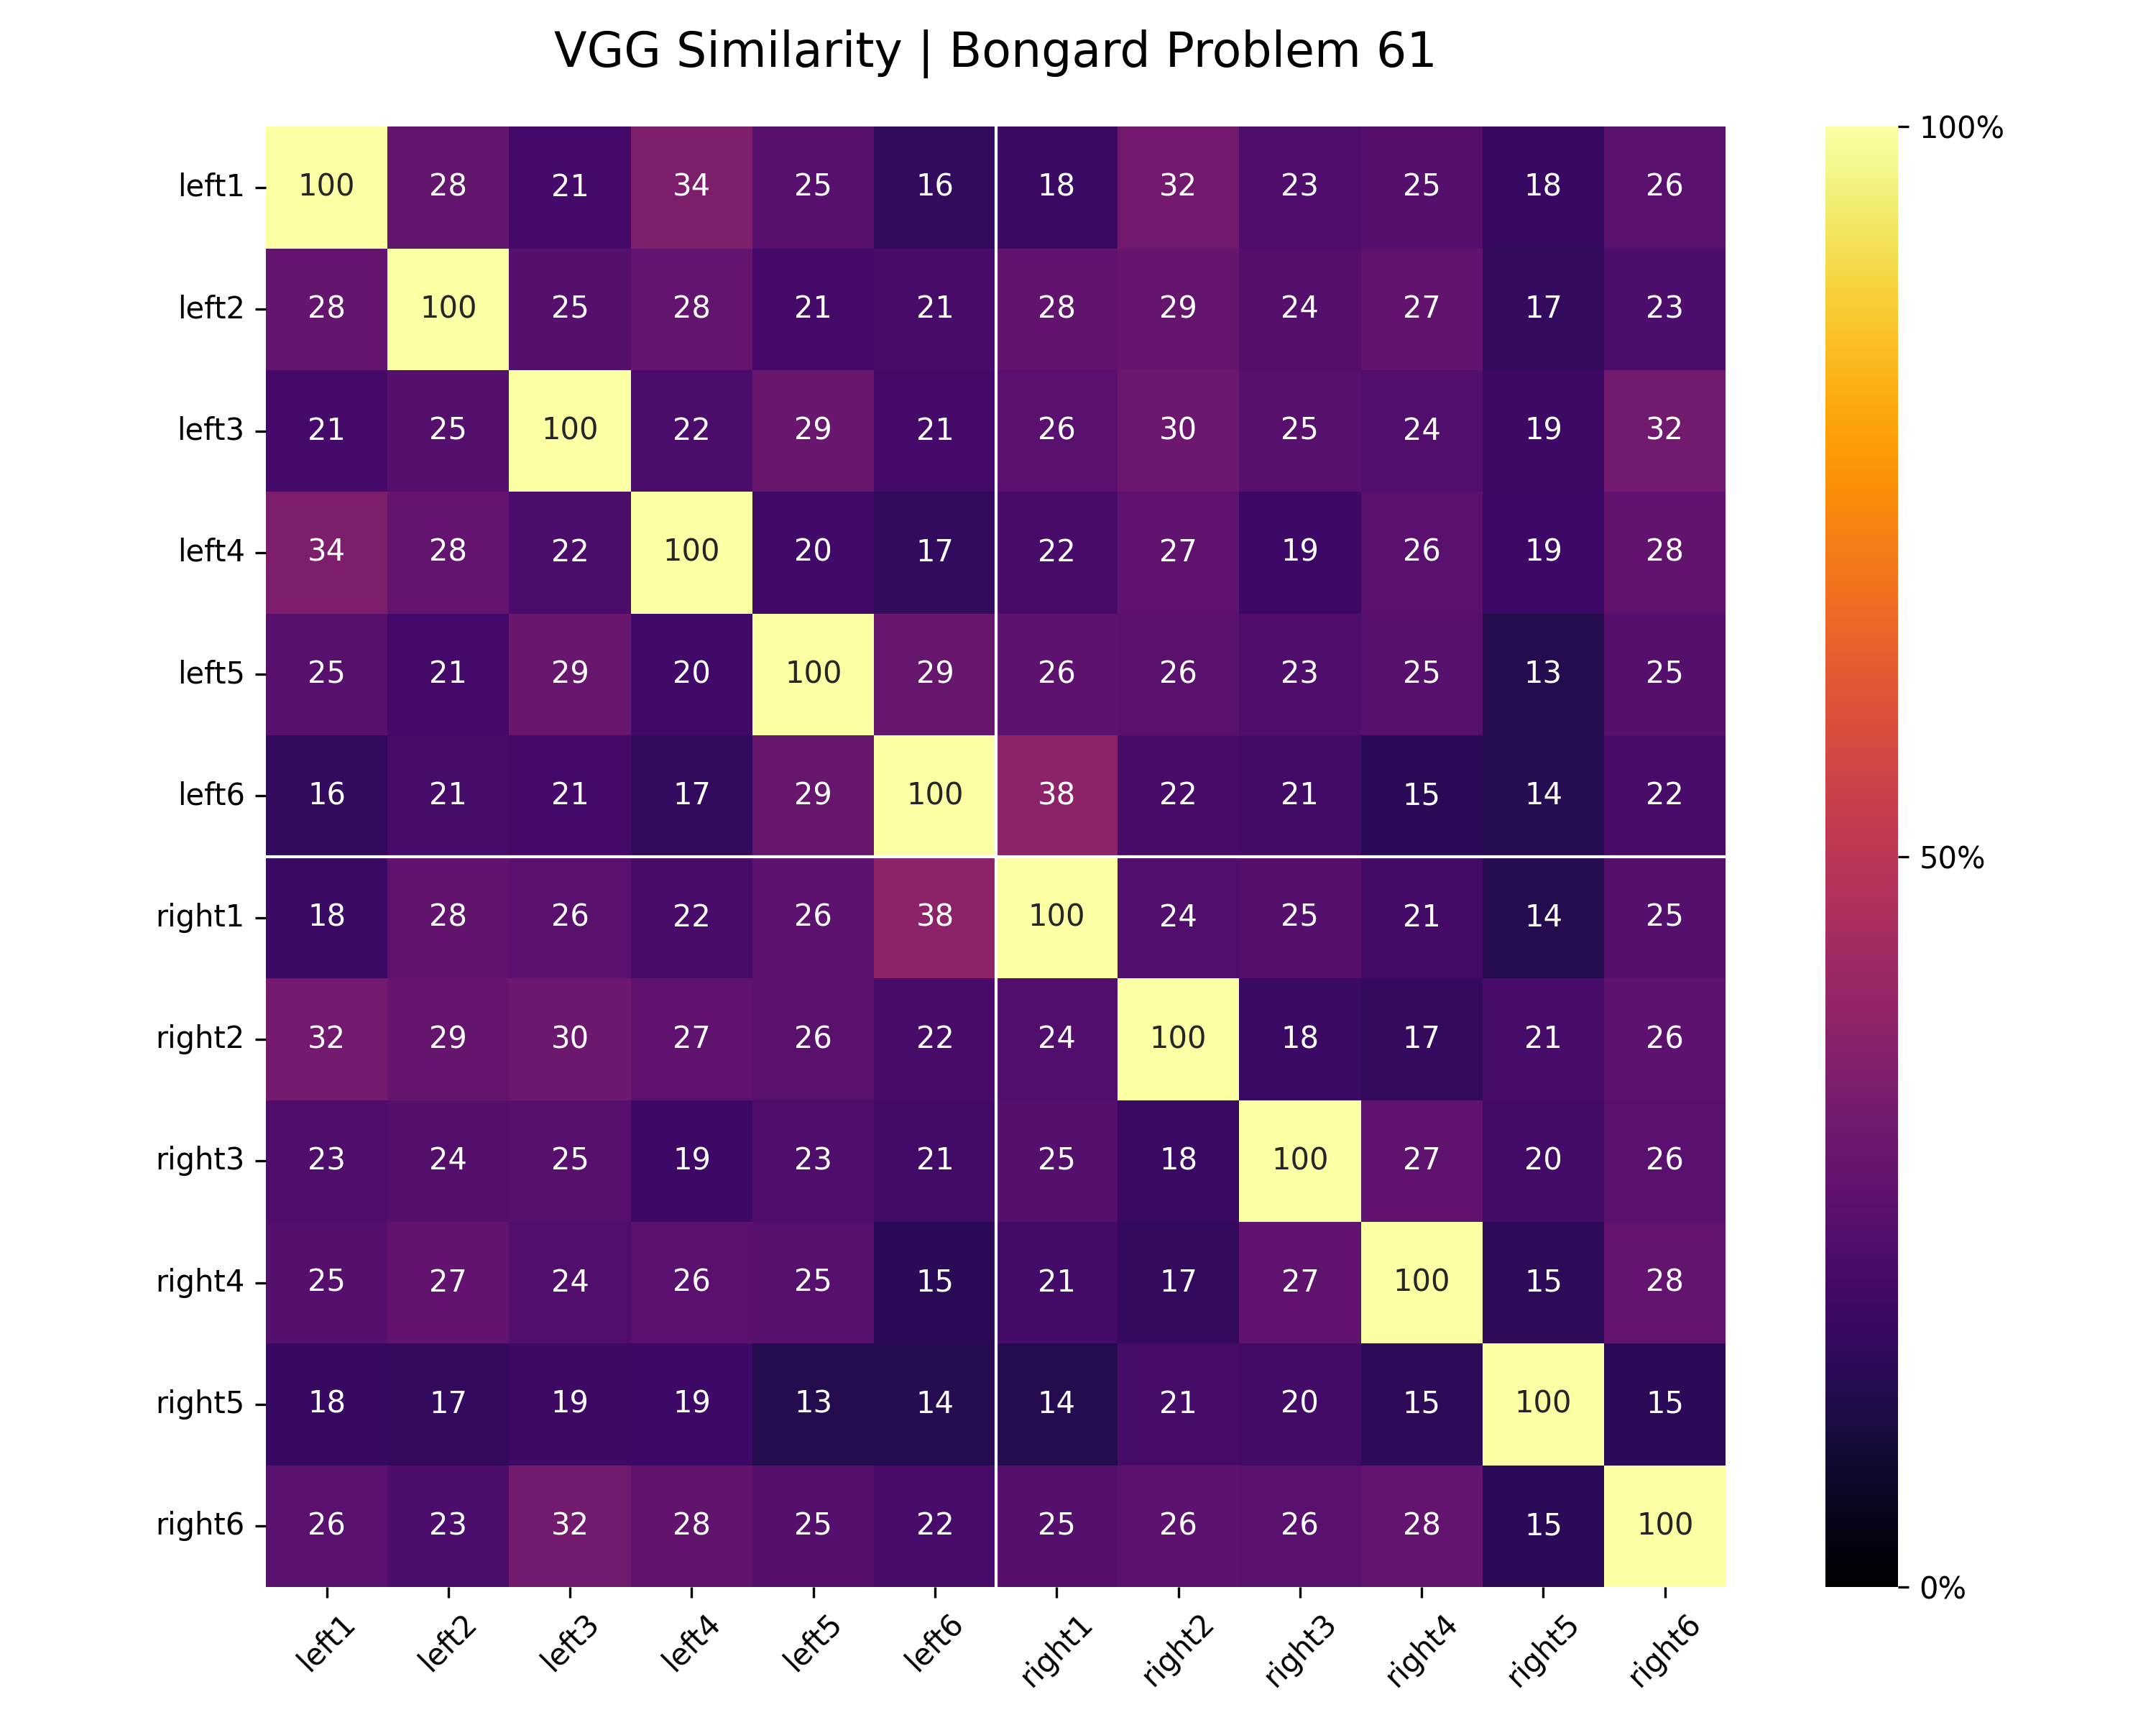 VGG Similarity | Bongard Problem 61
left1 100 28 21 34 25 16 18 32 23 25 18 26
left2 28 100 25 28 21 21 28 29 24 27 17 23
left3 21 25 100 22 29 21 26 30 25 24 19 32
left4 34 28 22 100 20 17 22 27 19 26 19 28
left5 25 21 29 20 100 29 26 26 23 25 13 25
left6 16 21 21 17 29 100 38 22 21 15 14 22
right1 18 28 26 22 26 38 100 24 25 21 14 25
right2 32 29 30 27 26 22 24 100 18 17 21 26
right3 23 24 25 19 23 21 25 18 100 27 20 26
right4 25 27 24 26 25 15 21 17 27 100 15 28
right5 18 17 19 19 13 14 14 21 20 15 100 15
right6 26 23 32 28 25 22 25 26 26 28 15 100
left1 left2 left3 left4 left5 left6 right1 right2 right3 right4 right5 right6
100%
50%
0%